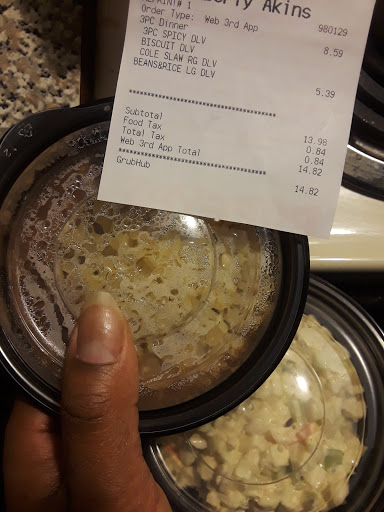 Akins
# 1
Order Type: Web 3rd App 980129
3PC Dinner 8.59
3PC SPICY DLV
BISCUIT DLV
COLE SLAW RG DLV
BEANS&RICE LG DLV 5.39
Subtotal 13.98
Food Tax 0.84
Total Tax 0.84
Web 3rd App Total 14.82
GrubHub 14.82